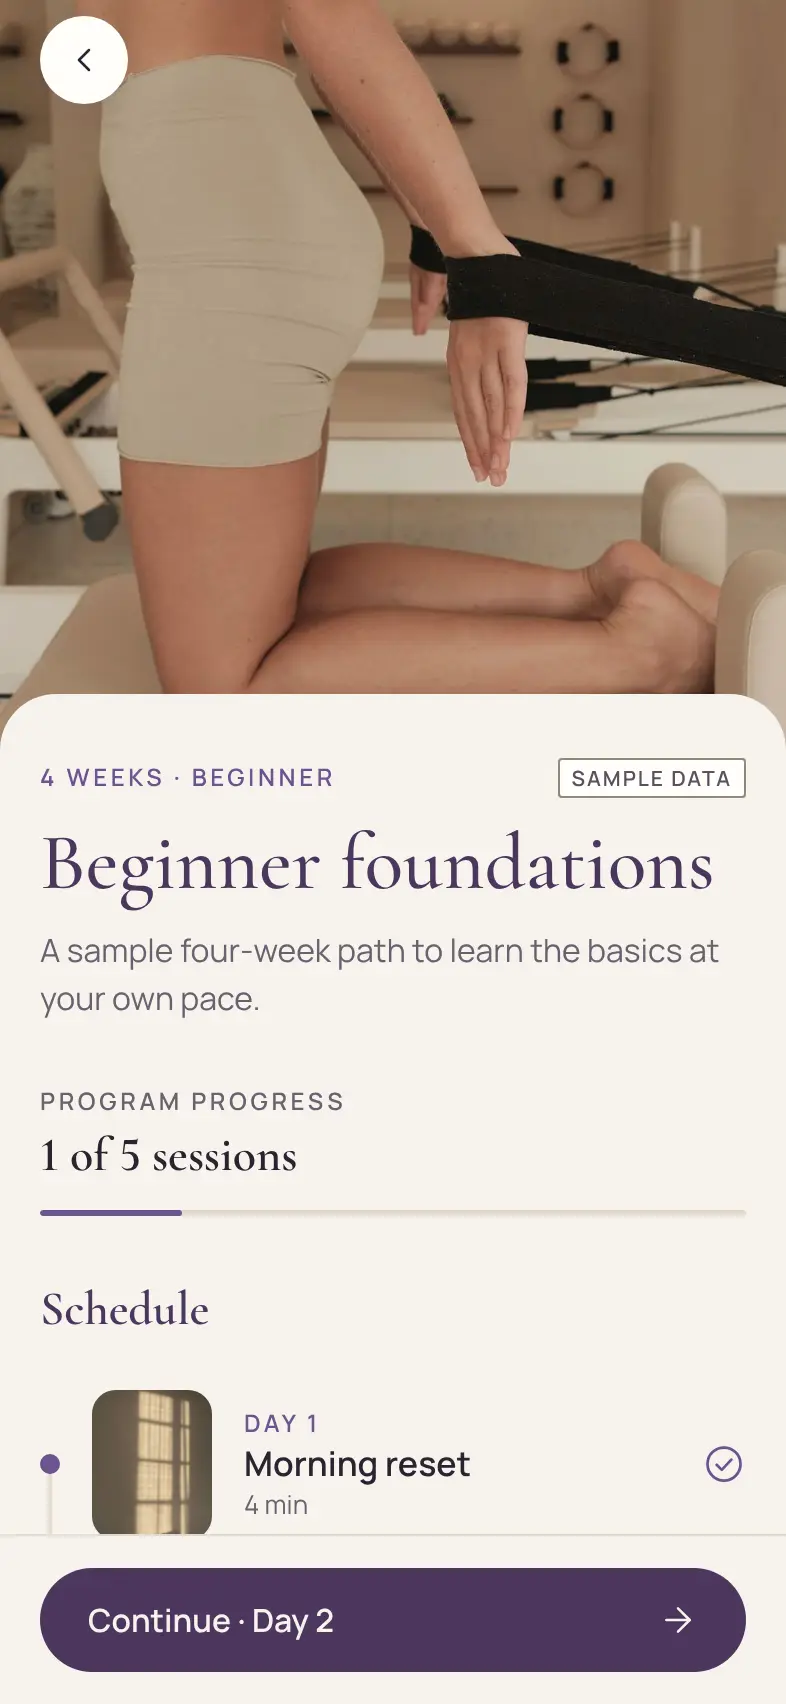 4 WEEKS · BEGINNER
SAMPLE DATA
Beginner foundations
A sample four-week path to learn the basics at
your own pace.
PROGRAM PROGRESS
1 of 5 sessions
Schedule
DAY 1
Morning reset
4 min
Continue · Day 2